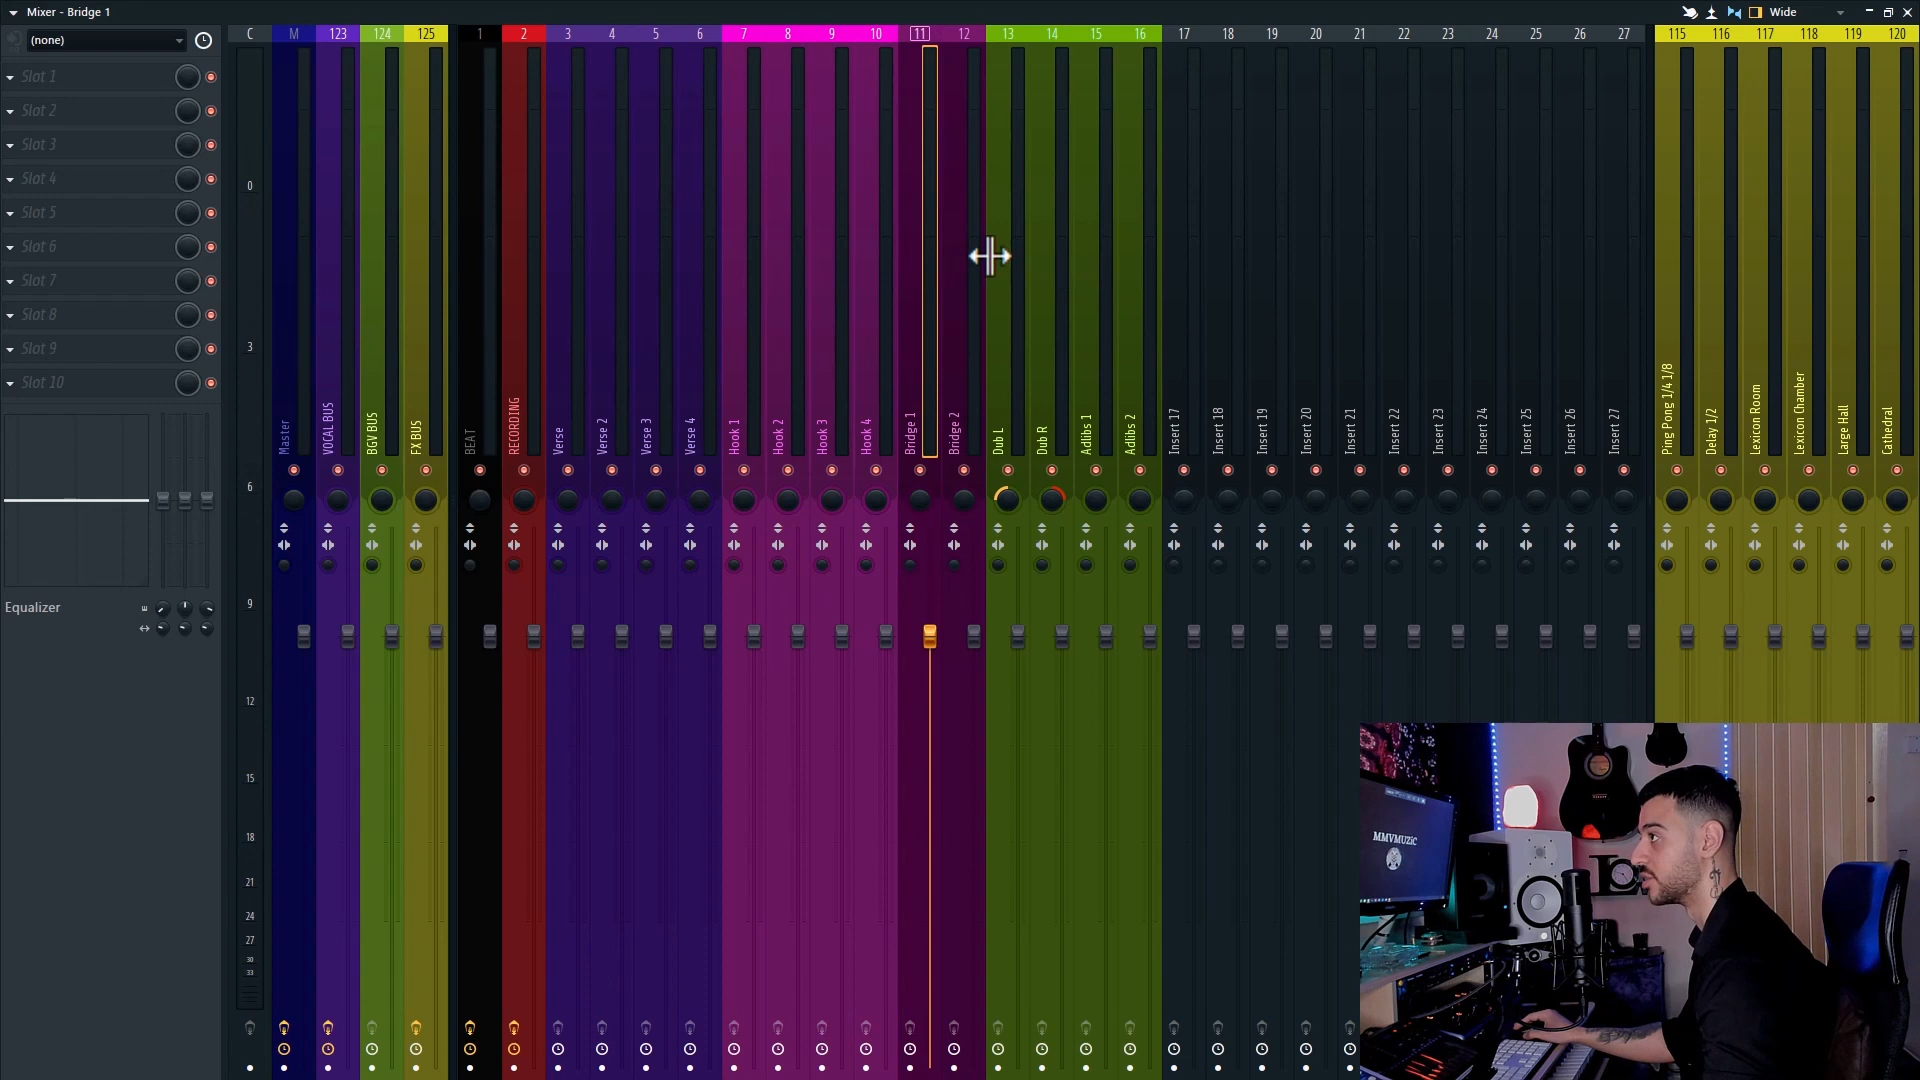 Mixer - Bridge 1
Wide
(none)
C M 123 124 125 1 2 3 4 5 6 7 8 9 10 11 12 13 14 15 16 17 18 19 20 21 22 23 24 25 26 27 115 116 117 118 119 120
Slot 1
Slot 2
Slot 3
Slot 4
Slot 5
Slot 6
Slot 7
Slot 8
Slot 9
Slot 10
Equalizer
0
3
6
9
12
15
18
21
24
27
30
33
Master
VOCAL BUS
BGV BUS
FX BUS
BEAT
RECORDING
Verse
Verse 2
Verse 3
Verse 4
Hook 1
Hook 2
Hook 3
Hook 4
Bridge 1
Bridge 2
Dub L
Dub R
Adlibs 1
Adlibs 2
Insert 17
Insert 18
Insert 19
Insert 20
Insert 21
Insert 22
Insert 23
Insert 24
Insert 25
Insert 26
Insert 27
Ping Pong 1/4 1/8
Delay 1/2
Lexicon Room
Lexicon Chamber
Large Hall
Cathedral
MMVMUZIC